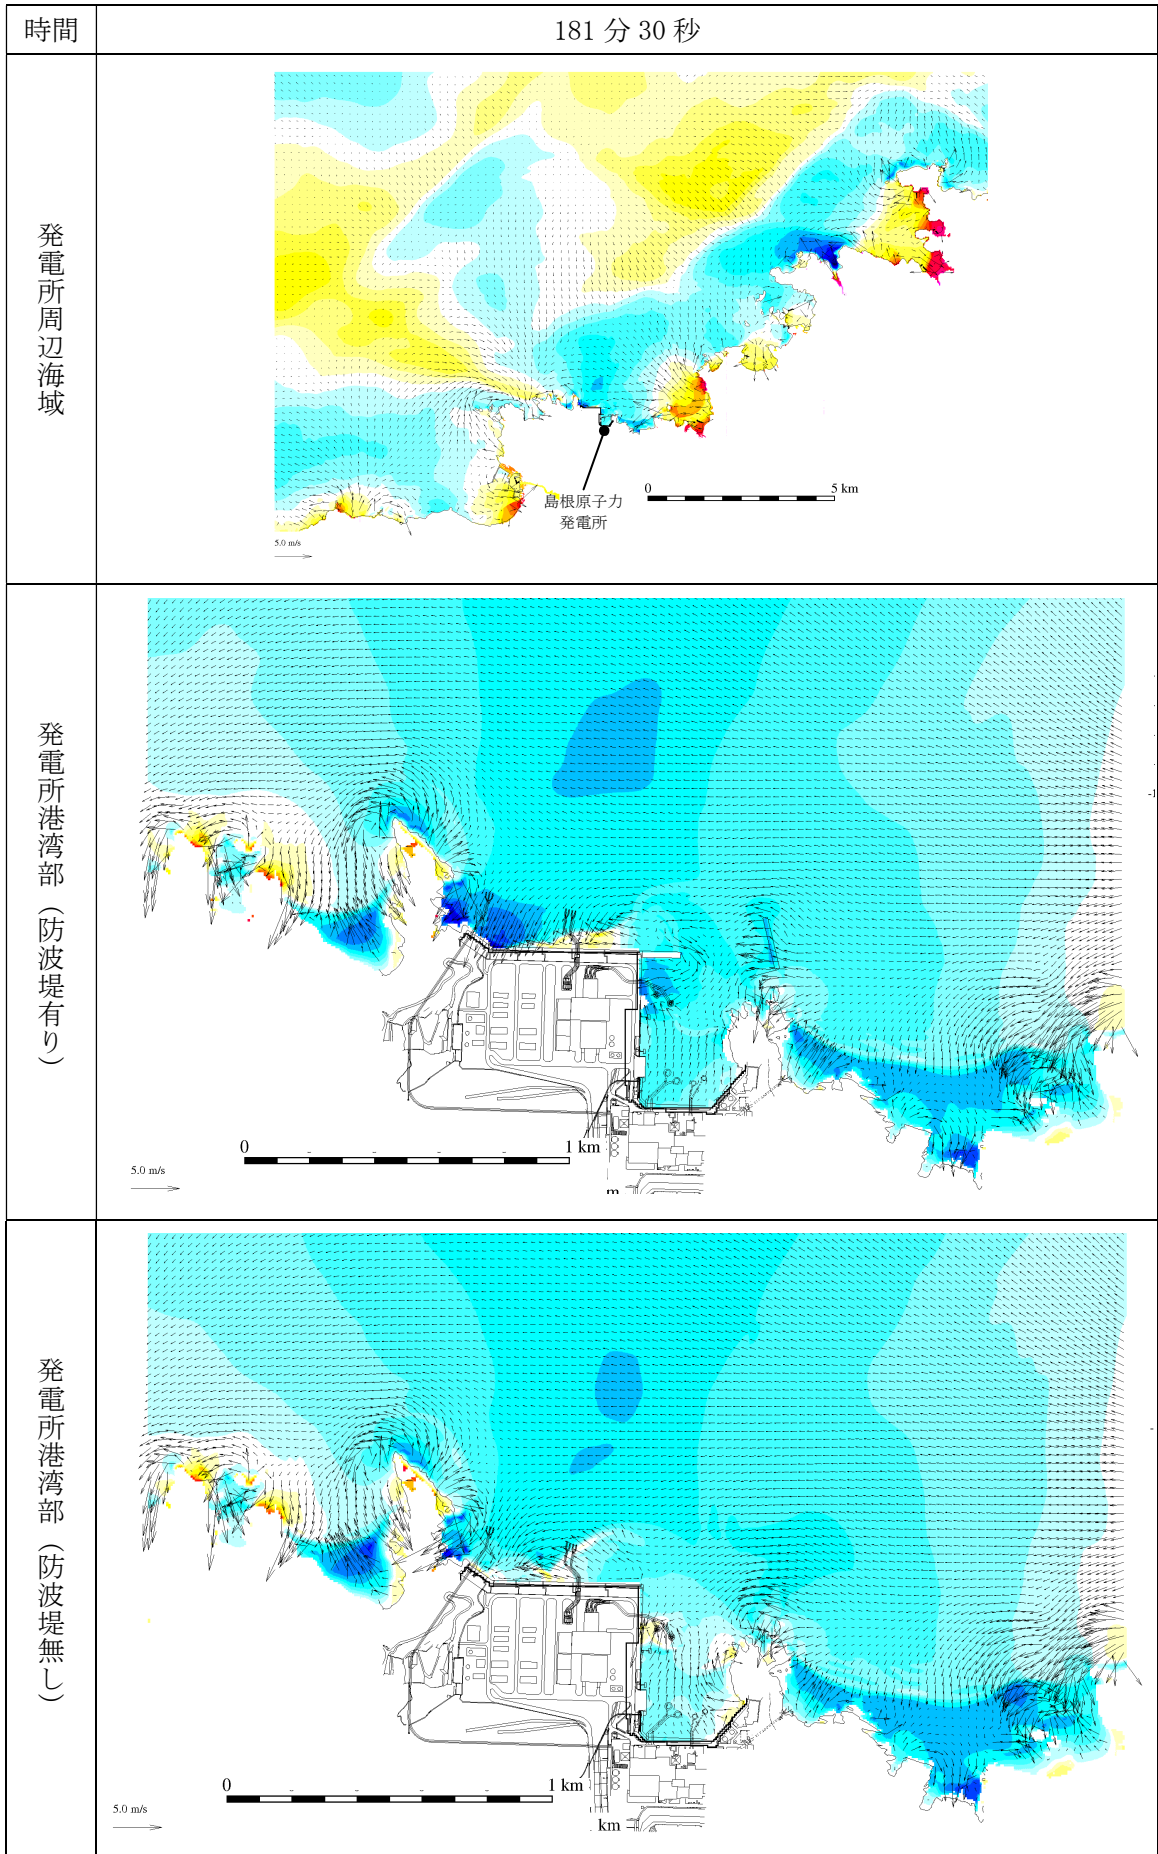 時間
181 分 30 秒
発電所周辺海域
島根原子力
発電所
0
5 km
5.0 m/s
発電所港湾部（防波堤有り）
-1
0
1 km
5.0 m/s
m
発電所港湾部（防波堤無し）
0
1 km
5.0 m/s
km